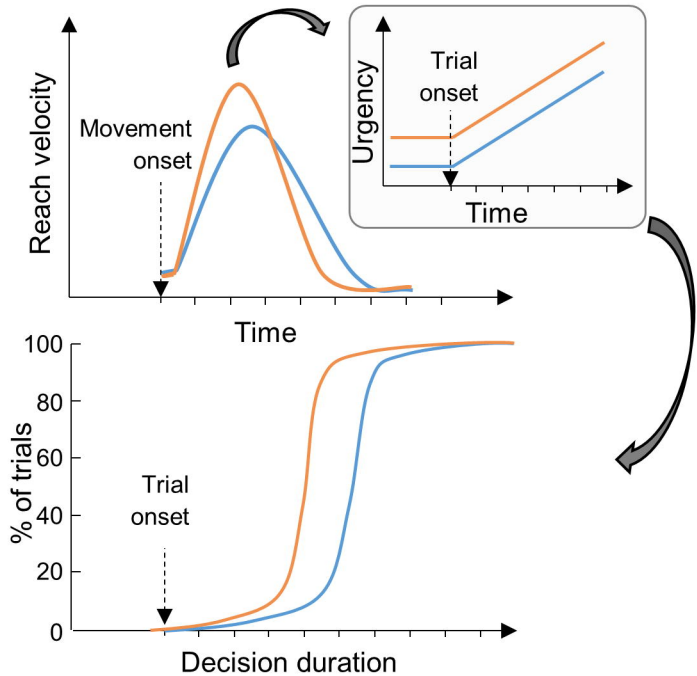 Reach velocity
Movement
onset
Time
Urgency
Trial
onset
Time
% of trials
100
80
60
40
20
0
Trial
onset
Decision duration